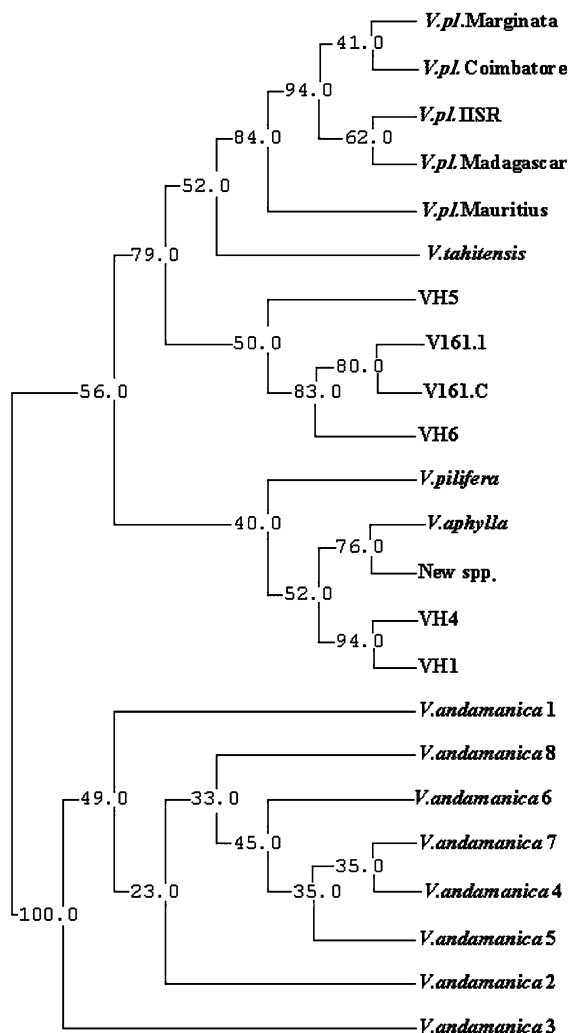 V.pl.Marginata
41.0
V.pl. Coimbatore
94.0
V.pl.IISR
84.0
62.0
V.pl.Madagascar
52.0
V.pl.Mauritius
79.0
V.tahitensis
VH5
50.0
V161.1
80.0
56.0
83.0
V161.C
VH6
V.pilifera
40.0
V.aphylla
76.0
New spp.
52.0
VH4
94.0
VH1
V.andamanica 1
V.andamanica 8
49.0
33.0
V.andamanica 6
45.0
V.andamanica 7
35.0
23.0
35.0
V.andamanica 4
100.0
V.andamanica 5
V.andamanica 2
V.andamanica 3